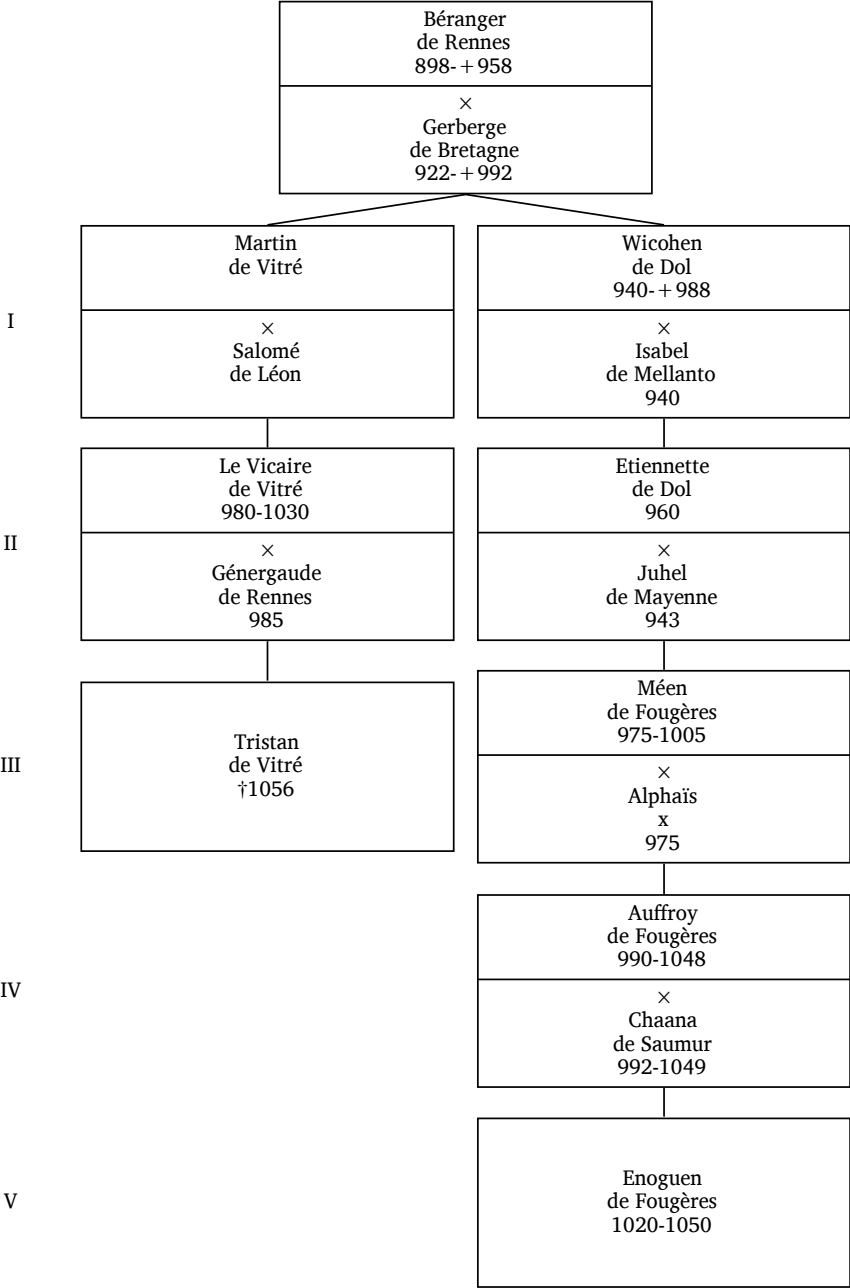 Béranger
de Rennes
898-+958
×
Gerberge
de Bretagne
922-+992
I
Martin
de Vitré
×
Salomé
de Léon
Wicohen
de Dol
940-+988
×
Isabel
de Mellanto
940
II
Le Vicaire
de Vitré
980-1030
×
Génergaude
de Rennes
985
Etiennette
de Dol
960
×
Juhel
de Mayenne
943
III
Tristan
de Vitré
†1056
Méen
de Fougères
975-1005
×
Alphaïs
x
975
IV
Auffroy
de Fougères
990-1048
×
Chaana
de Saumur
992-1049
V
Enoguen
de Fougères
1020-1050